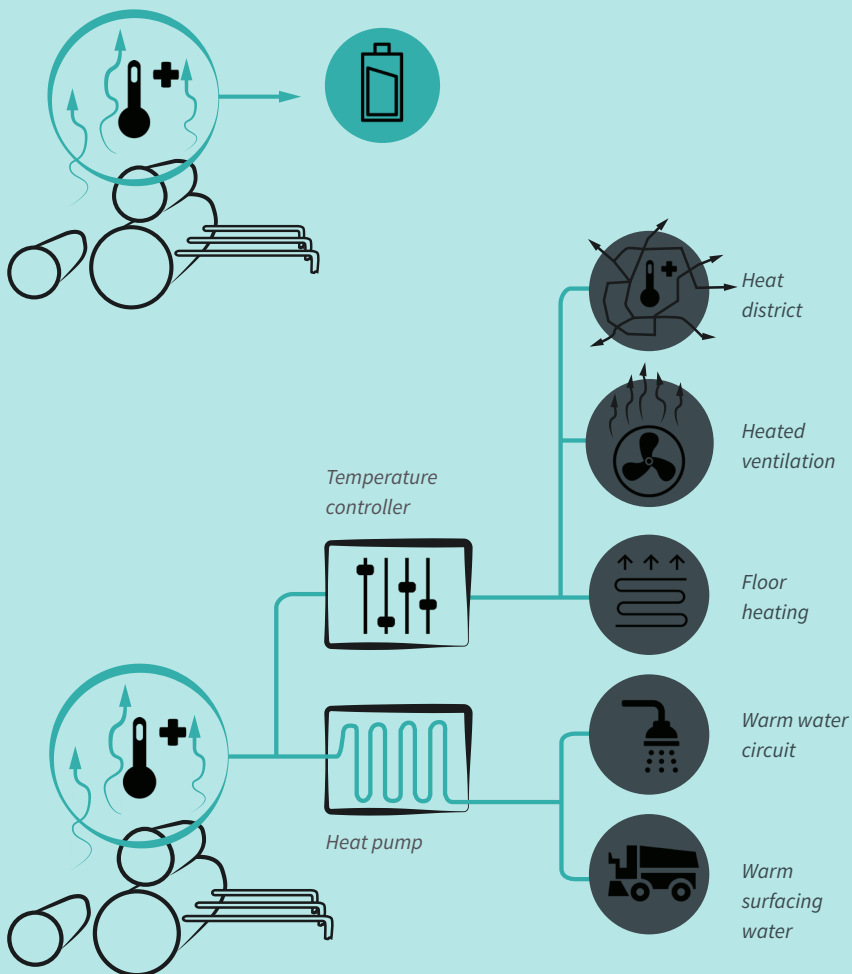 Heat
district
Heated
ventilation
Temperature
controller
Floor
heating
Warm water
circuit
Heat pump
Warm
surfacing
water